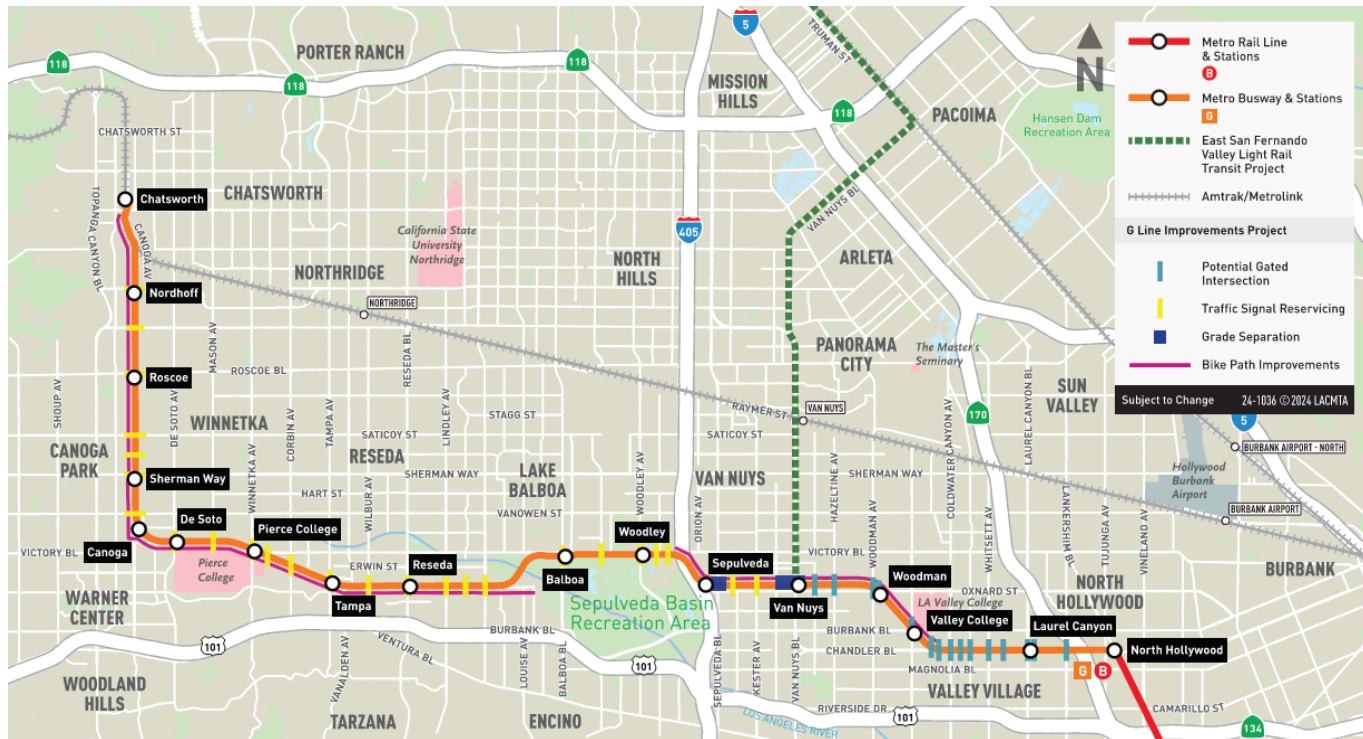 PORTER RANCH
118
118
118
118
5
TRUMAN ST
MISSION
HILLS
PACOIMA
Hansen Dam
Recreation Area
N
CHATSWORTH ST
CHATSWORTH
Chatsworth
TOPANGA CANYON BL
CANOGA AV
California State
University
Northridge
405
VAN NUYS BL
NORTHRIDGE
NORTHRIDGE
NORTH
HILLS
ARLETA
Nordhoff
MASON AV
RESEDA BL
ROSCOE BL
Roscoe
PANORAMA
CITY
The Master's
Seminary
SHOUP AV
DE SOTO AV
WINNETKA
CORBIN AV
TAMPA AV
LINDLEY AV
STAGG ST
RAYMER ST
VAN NUYS
170
LAUREL CANYON BL
SUN
VALLEY
5
SATICOY ST
SATICOY ST
CANOGA
PARK
RESEDA
SHERMAN WAY
LAKE
BALBOA
WOODLEY AV
VAN NUYS
SHERMAN WAY
COLDWATER CANYON AV
BURBANK AIRPORT - NORTH
Hollywood
Burbank
Airport
BURBANK AIRPORT
Sherman Way
WINNETKA AV
HART ST
WILBUR AV
VANOWEN ST
ORION AV
HAZELTINE AV
WOODMAN AV
WHITSETT AV
LANKERSHIM BL
TUJUNGA AV
VINELAND AV
De Soto
Pierce College
Woodley
VICTORY BL
Canoga
Pierce
College
ERWIN ST
Reseda
Balboa
Sepulveda
VICTORY BL
Woodman
BURBANK
WARNER
CENTER
Tampa
Sepulveda Basin
Recreation Area
Van Nuys
OXNARD ST
LA Valley College
NORTH
HOLLYWOOD
BURBANK BL
BURBANK BL
Valley College
Laurel Canyon
CHANDLER BL
North Hollywood
101
VENTURA BL
VANALDEN AV
LOUISE AV
BALBOA BL
101
SEPULVEDA BL
KESTER AV
VAN NUYS BL
MAGNOLIA BL
G
B
WOODLAND
HILLS
VALLEY VILLAGE
RIVERSIDE DR
101
CAMARILLO ST
TARZANA
ENCINO
LOS ANGELES RIVER
134
Metro Rail Line
& Stations
B
Metro Busway & Stations
G
East San Fernando
Valley Light Rail
Transit Project
Amtrak/Metrolink
G Line Improvements Project
Potential Gated
Intersection
Traffic Signal Reservicing
Grade Separation
Bike Path Improvements
Subject to Change 24-1036 © 2024 LACMTA